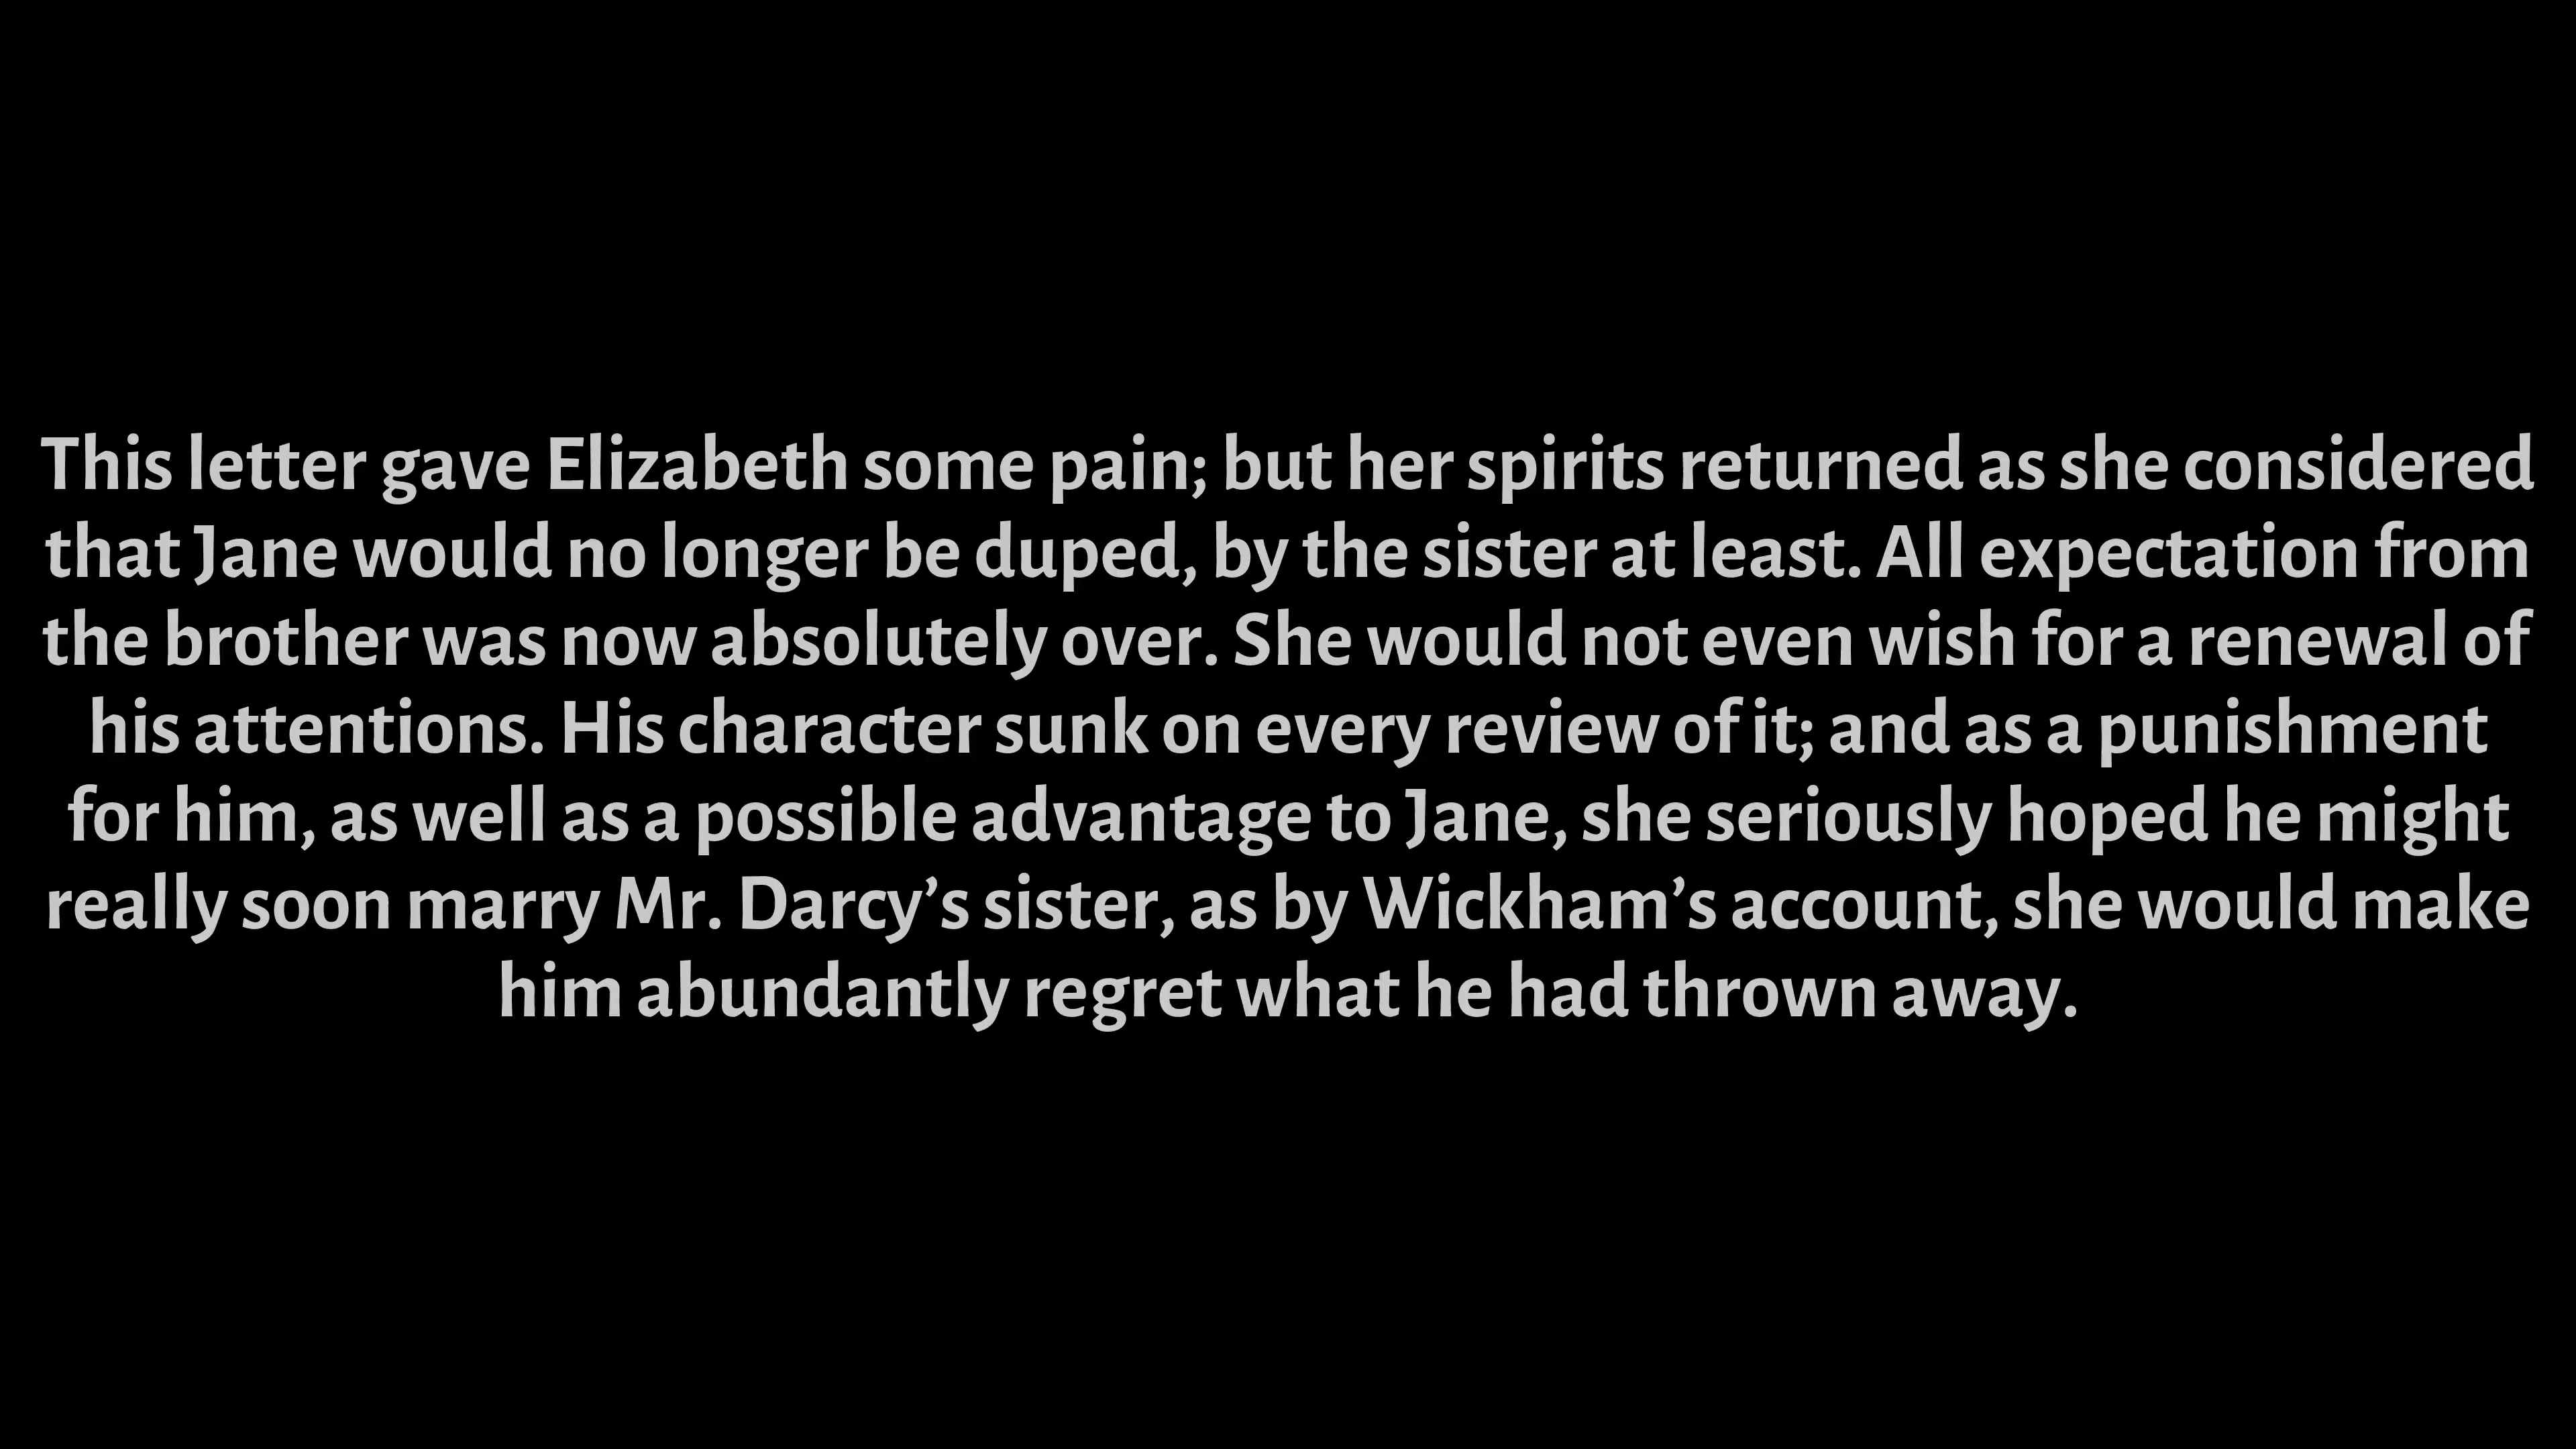 This letter gave Elizabeth some pain; but her spirits returned as she considered
that Jane would no longer be duped, by the sister at least. All expectation from
the brother was now absolutely over. She would not even wish for a renewal of
his attentions. His character sunk on every review of it; and as a punishment
for him, as well as a possible advantage to Jane, she seriously hoped he might
really soon marry Mr. Darcy’s sister, as by Wickham’s account, she would make
him abundantly regret what he had thrown away.